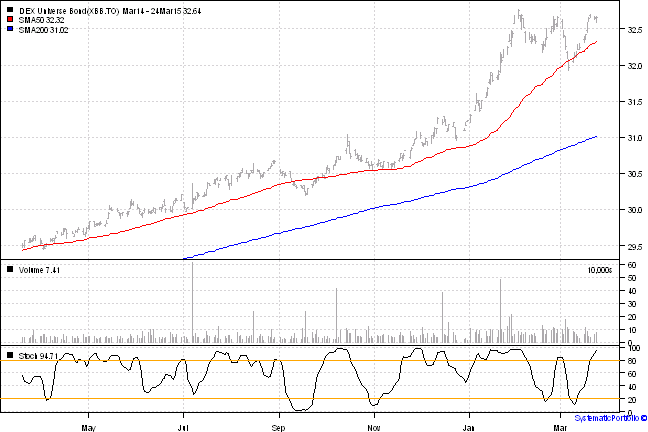 DEX Universe Bond(XBB.TO) Mar14 - 24Mar15 32.64
SMA50 32.32
SMA200 31.02
32.5
32.0
31.5
31.0
30.5
30.0
29.5
Volume 7.41
10,000s
60
50
40
30
20
10
0
Stoch 94.71
100
80
60
40
20
0
May
Jul
Sep
Nov
Jan
Mar
SystematicPortfolio ©